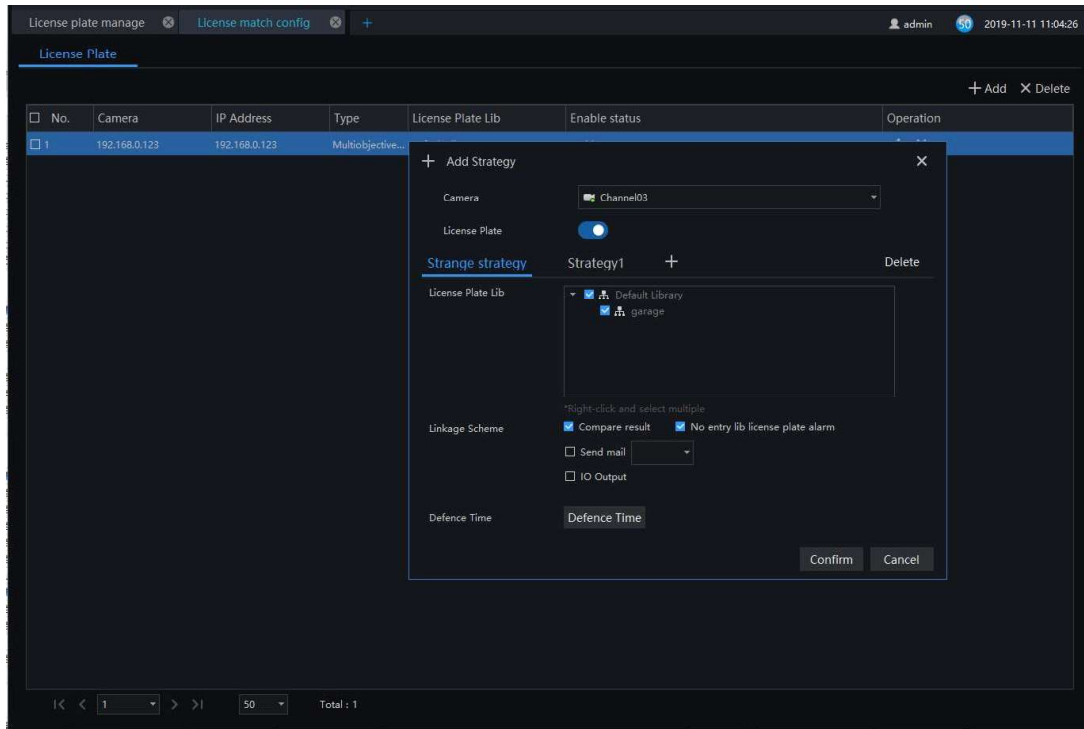 License plate manage License match config + admin 50 2019-11-11 11:04:26
License Plate
+ Add × Delete
No. Camera IP Address Type License Plate Lib Enable status Operation
1 192.168.0.123 192.168.0.123 Multiobjective...
+ Add Strategy
Camera Channel03
License Plate
Strange strategy Strategy1 + Delete
License Plate Lib Default Library
garage
*Right-click and select multiple
Linkage Scheme Compare result No entry lib license plate alarm
Send mail
IO Output
Defence Time Defence Time
Confirm Cancel
1 50 Total : 1